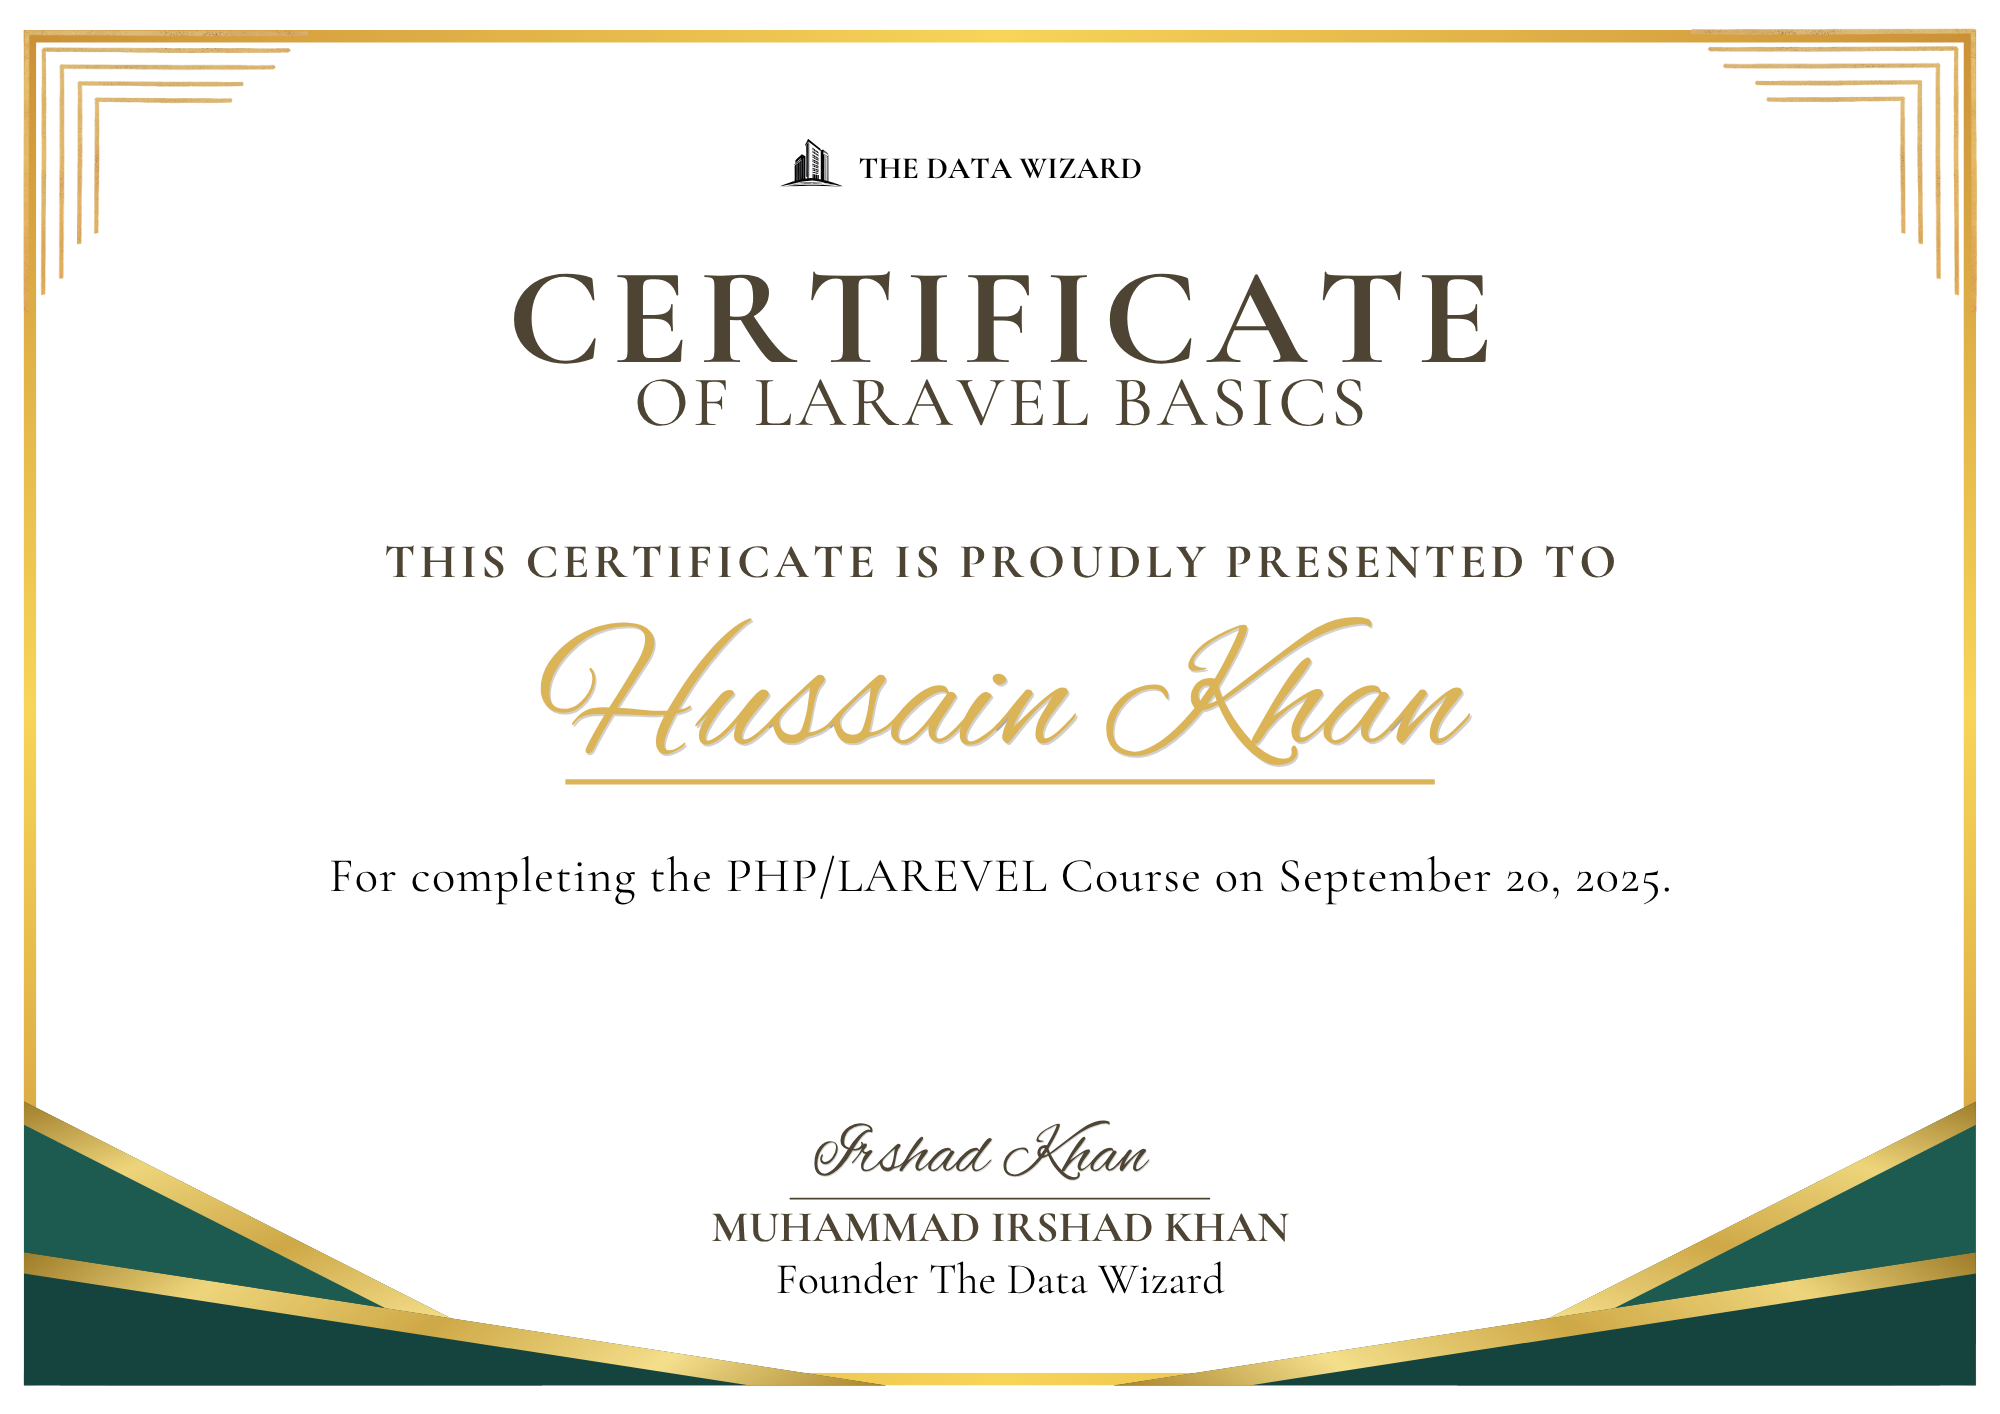 THE DATA WIZARD
CERTIFICATE
OF LARAVEL BASICS
THIS CERTIFICATE IS PROUDLY PRESENTED TO
Hussain Khan
For completing the PHP/LAREVEL Course on September 20, 2025.
Irshad Khan
MUHAMMAD IRSHAD KHAN
Founder The Data Wizard